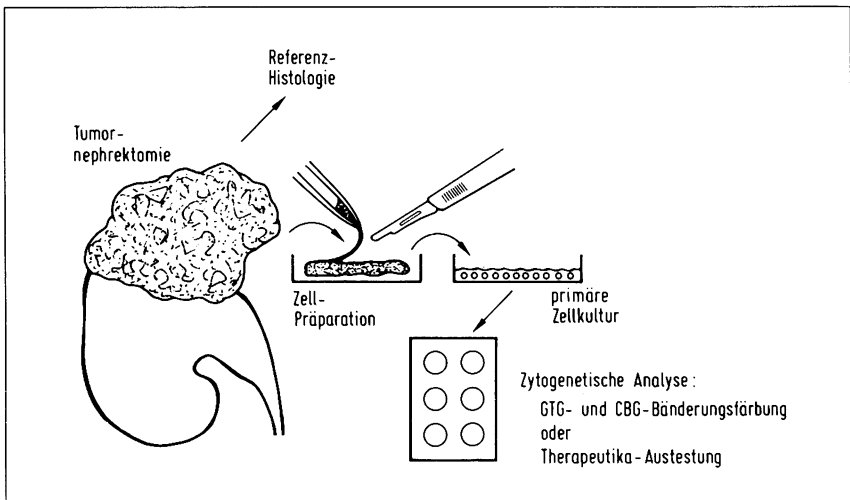 Referenz-
Histologie
Tumor-
nephrektomie
Zell-
Präparation
primäre
Zellkultur
Zytogenetische Analyse :
GTG- und CBG-Bänderungsfärbung
oder
Therapeutika-Austestung